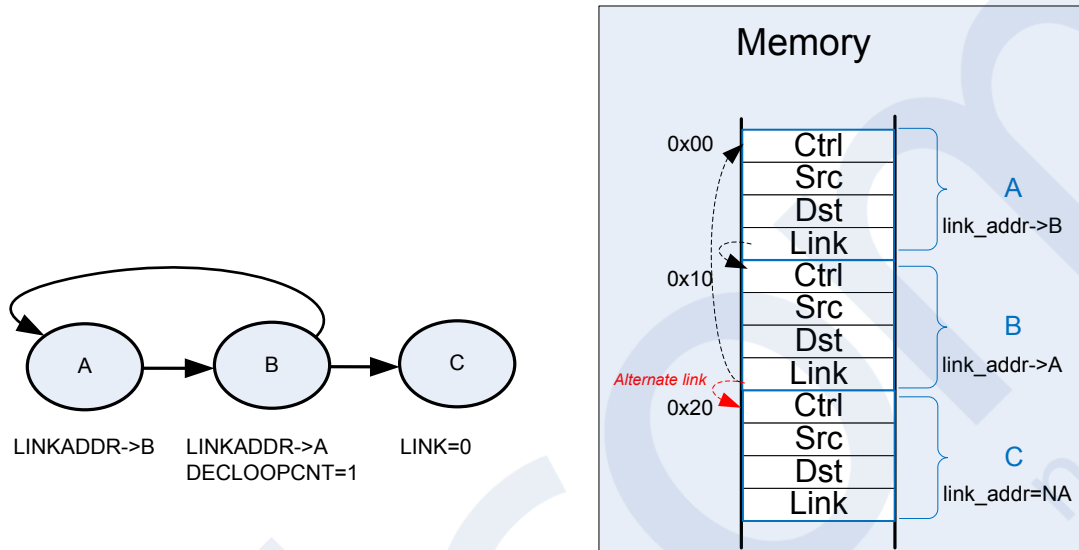 A
B
C
LINKADDR->B
LINKADDR->A
DECLOOPCNT=1
LINK=0
Memory
0x00
Ctrl
Src
Dst
Link
A
link_addr->B
0x10
Ctrl
Src
Dst
Link
B
link_addr->A
Alternate link
0x20
Ctrl
Src
Dst
Link
C
link_addr=NA